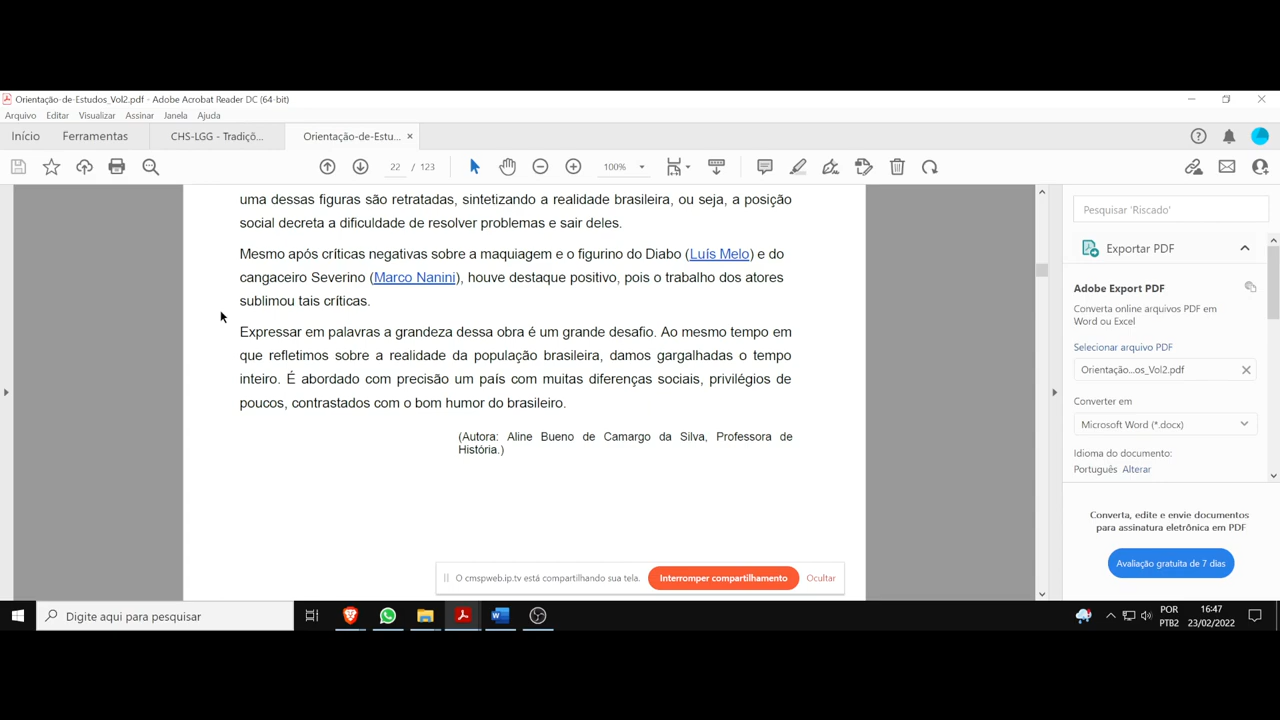 Orientação-de-Estudos_Vol2.pdf - Adobe Acrobat Reader DC (64-bit)
Arquivo Editar Visualizar Assinar Janela Ajuda
Início Ferramentas CHS-LGG - Tradiçõ... Orientação-de-Estu... ×
22 / 123 100%
uma dessas figuras são retratadas, sintetizando a realidade brasileira, ou seja, a posição
social decreta a dificuldade de resolver problemas e sair deles.
Mesmo após críticas negativas sobre a maquiagem e o figurino do Diabo (Luís Melo) e do
cangaceiro Severino (Marco Nanini), houve destaque positivo, pois o trabalho dos atores
sublimou tais críticas.
Expressar em palavras a grandeza dessa obra é um grande desafio. Ao mesmo tempo em
que refletimos sobre a realidade da população brasileira, damos gargalhadas o tempo
inteiro. É abordado com precisão um país com muitas diferenças sociais, privilégios de
poucos, contrastados com o bom humor do brasileiro.
(Autora: Aline Bueno de Camargo da Silva, Professora de
História.)
Pesquisar 'Riscado'
Exportar PDF
Adobe Export PDF
Converta online arquivos PDF em
Word ou Excel
Selecionar arquivo PDF
Orientação...os_Vol2.pdf
Converter em
Microsoft Word (*.docx)
Idioma do documento:
Português Alterar
Converta, edite e envie documentos
para assinatura eletrônica em PDF
Avaliação gratuita de 7 dias
O cmspweb.ip.tv está compartilhando sua tela. Interromper compartilhamento Ocultar
Digite aqui para pesquisar
POR
PTB2
16:47
23/02/2022